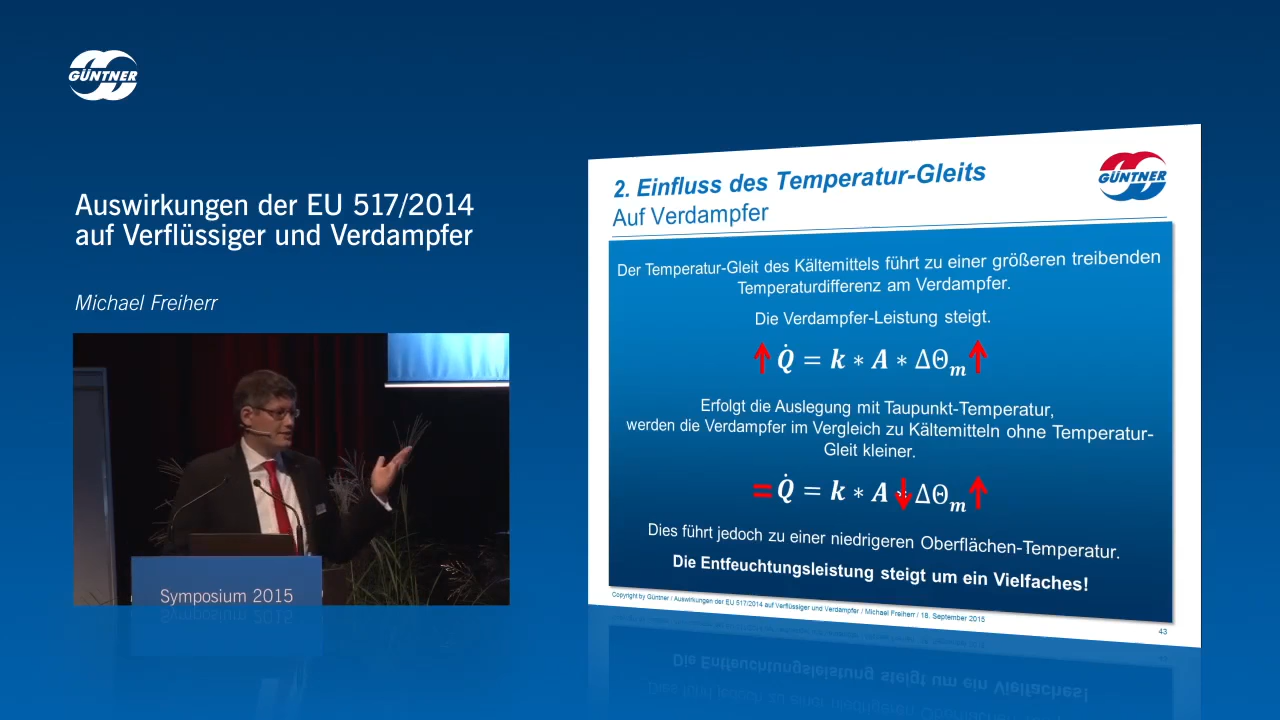 GÜNTNER
Auswirkungen der EU 517/2014
auf Verflüssiger und Verdampfer
Michael Freiherr
Symposium 2015
2. Einfluss des Temperatur-Gleits
Auf Verdampfer
GÜNTNER
Der Temperatur-Gleit des Kältemittels führt zu einer größeren treibenden
Temperaturdifferenz am Verdampfer.
Die Verdampfer-Leistung steigt.
↑ Q̇ = k * A * ΔΘm ↑
Erfolgt die Auslegung mit Taupunkt-Temperatur,
werden die Verdampfer im Vergleich zu Kältemitteln ohne Temperatur-
Gleit kleiner.
= Q̇ = k * A ↓ * ΔΘm ↑
Dies führt jedoch zu einer niedrigeren Oberflächen-Temperatur.
Die Entfeuchtungsleistung steigt um ein Vielfaches!
Copyright by Güntner / Auswirkungen der EU 517/2014 auf Verflüssiger und Verdampfer / Michael Freiherr / 18. September 2015
43